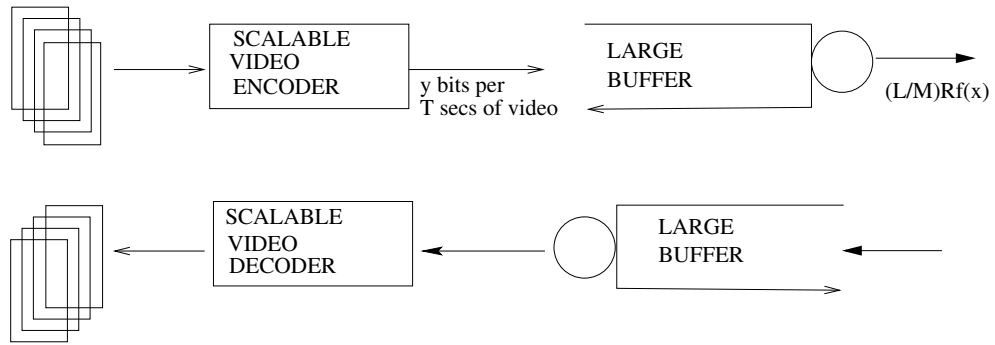 SCALABLE
VIDEO
ENCODER
y bits per
T secs of video
LARGE
BUFFER
(L/M)Rf(x)
SCALABLE
VIDEO
DECODER
LARGE
BUFFER